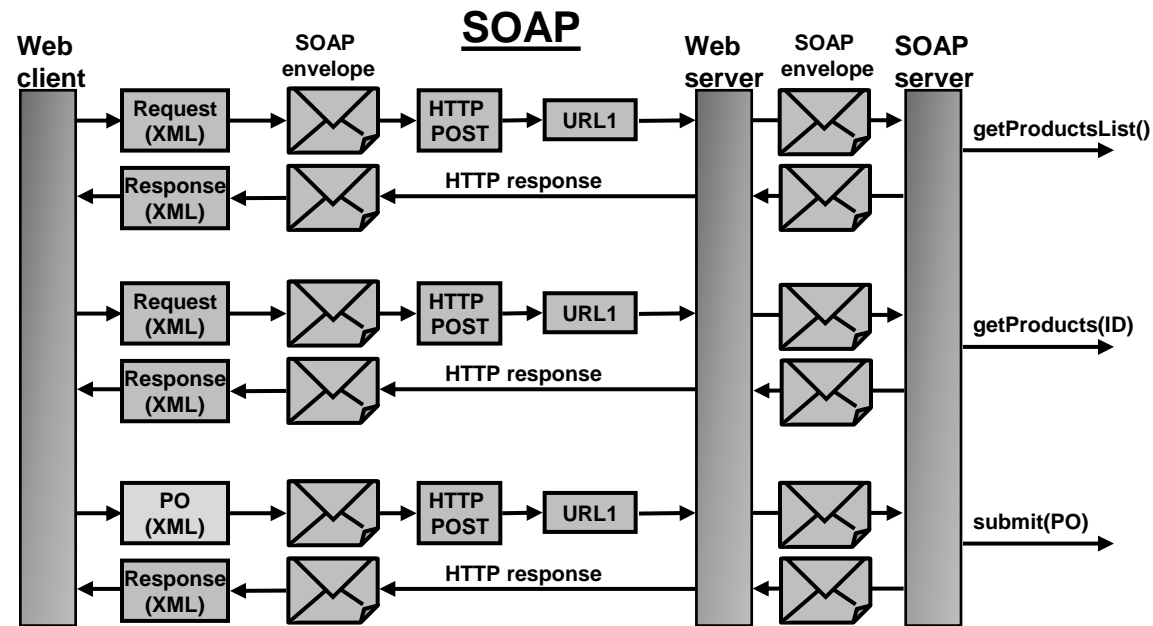 SOAP
Web
client
SOAP
envelope
Web
server
SOAP
envelope
SOAP
server
Request
(XML)
HTTP
POST
URL1
getProductsList()
Response
(XML)
HTTP response
Request
(XML)
HTTP
POST
URL1
getProducts(ID)
Response
(XML)
HTTP response
PO
(XML)
HTTP
POST
URL1
submit(PO)
Response
(XML)
HTTP response